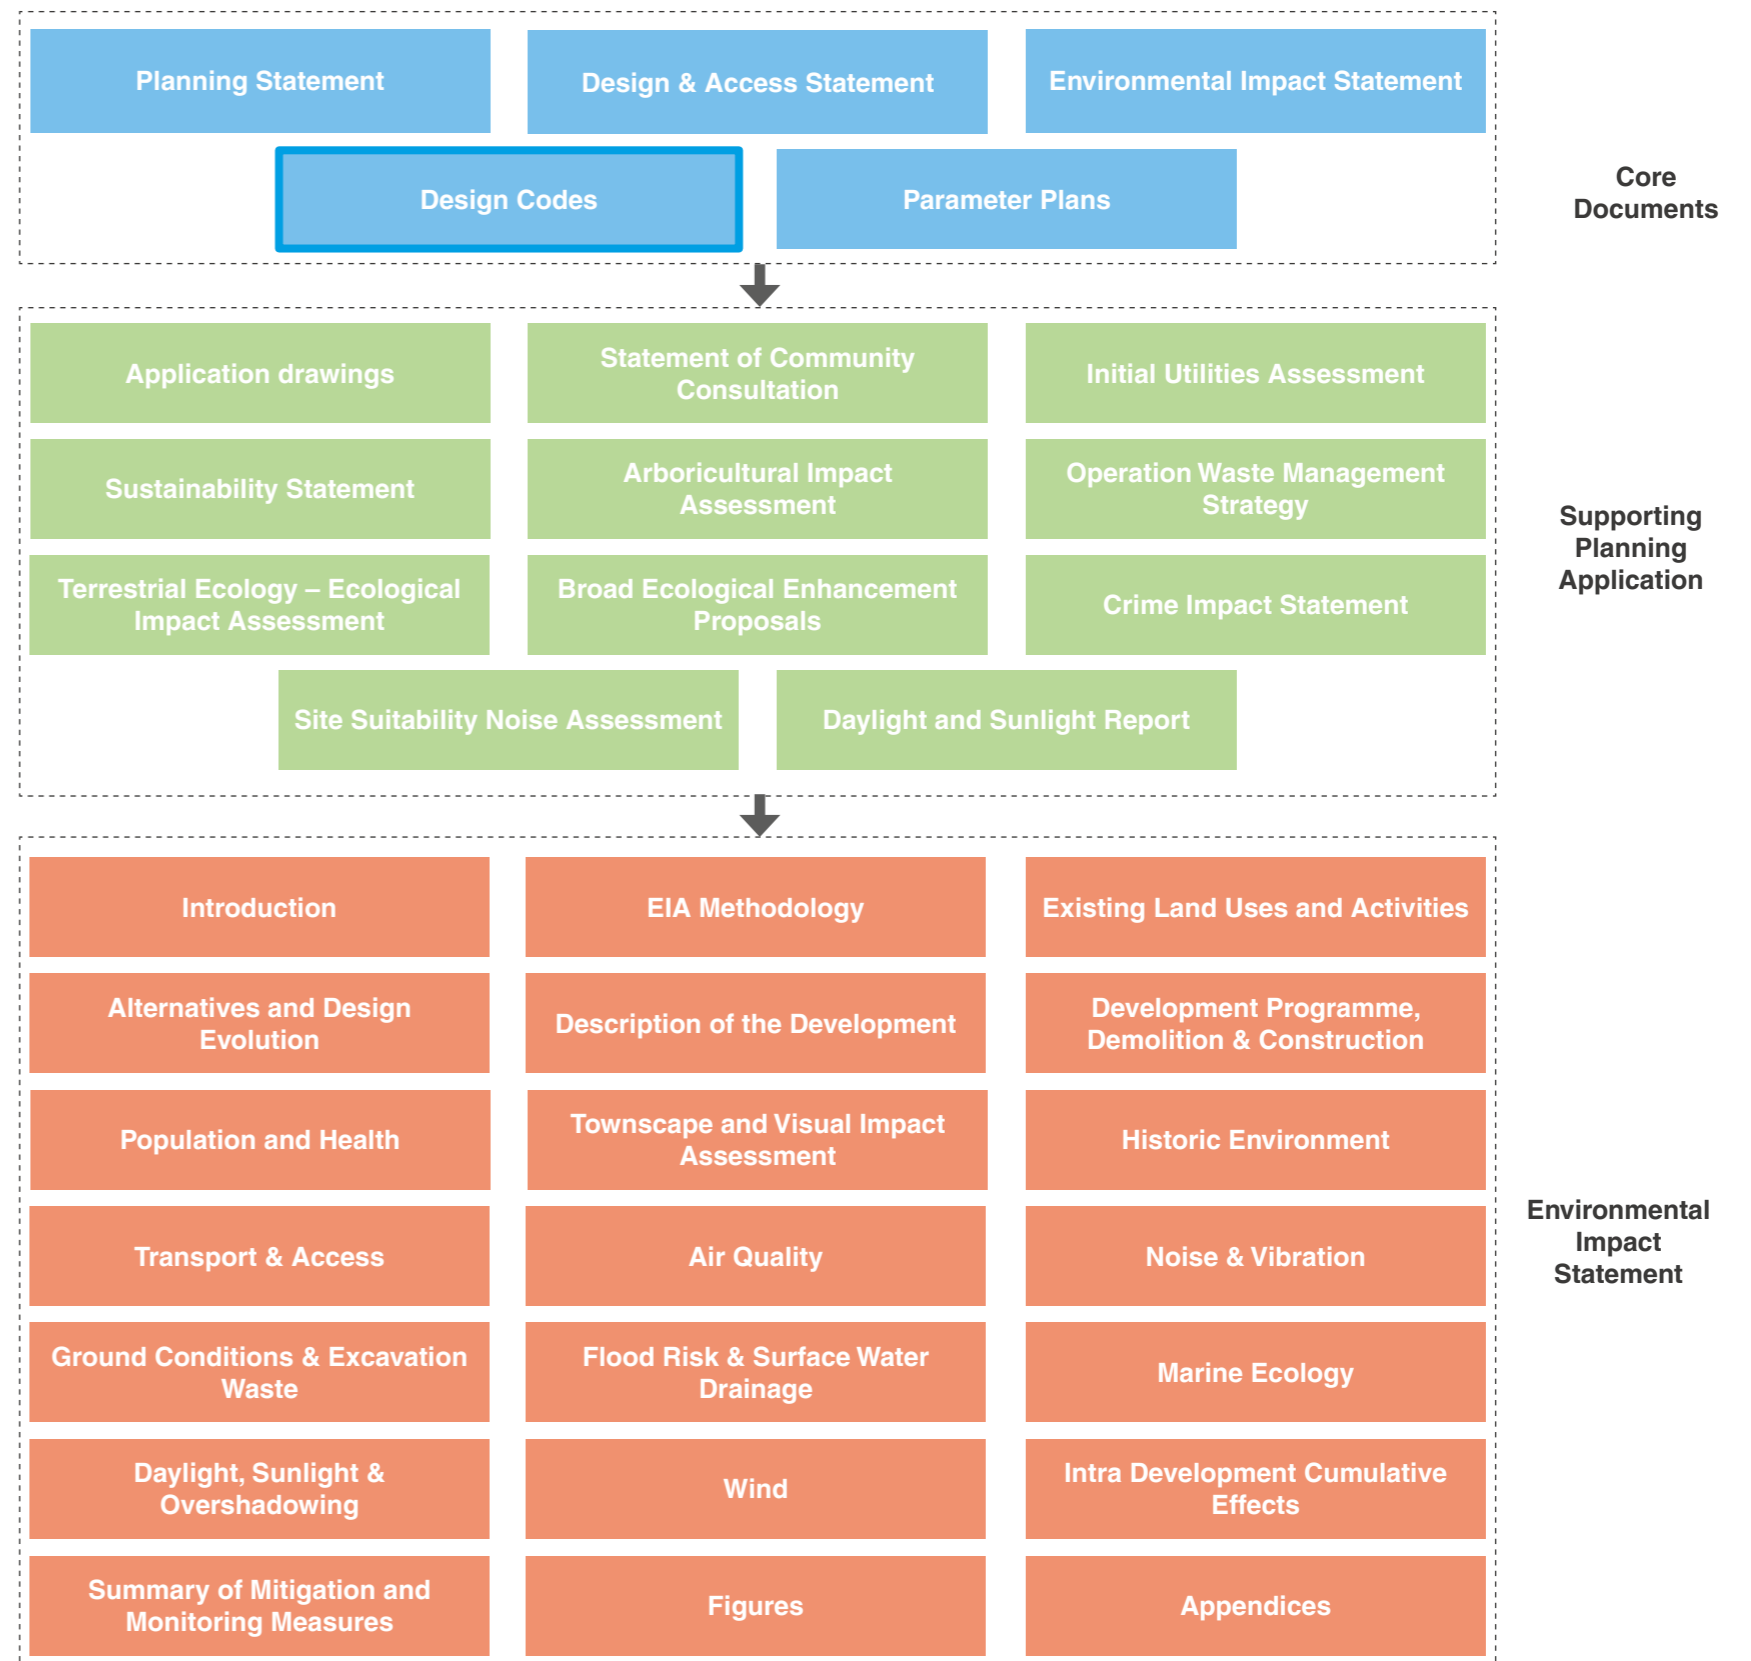 Planning Statement
Design & Access Statement
Environmental Impact Statement
Design Codes
Parameter Plans
Core
Documents
Application drawings
Statement of Community
Consultation
Initial Utilities Assessment
Sustainability Statement
Arboricultural Impact
Assessment
Operation Waste Management
Strategy
Terrestrial Ecology – Ecological
Impact Assessment
Broad Ecological Enhancement
Proposals
Crime Impact Statement
Site Suitability Noise Assessment
Daylight and Sunlight Report
Supporting
Planning
Application
Introduction
EIA Methodology
Existing Land Uses and Activities
Alternatives and Design
Evolution
Description of the Development
Development Programme,
Demolition & Construction
Population and Health
Townscape and Visual Impact
Assessment
Historic Environment
Transport & Access
Air Quality
Noise & Vibration
Ground Conditions & Excavation
Waste
Flood Risk & Surface Water
Drainage
Marine Ecology
Daylight, Sunlight &
Overshadowing
Wind
Intra Development Cumulative
Effects
Summary of Mitigation and
Monitoring Measures
Figures
Appendices
Environmental
Impact
Statement